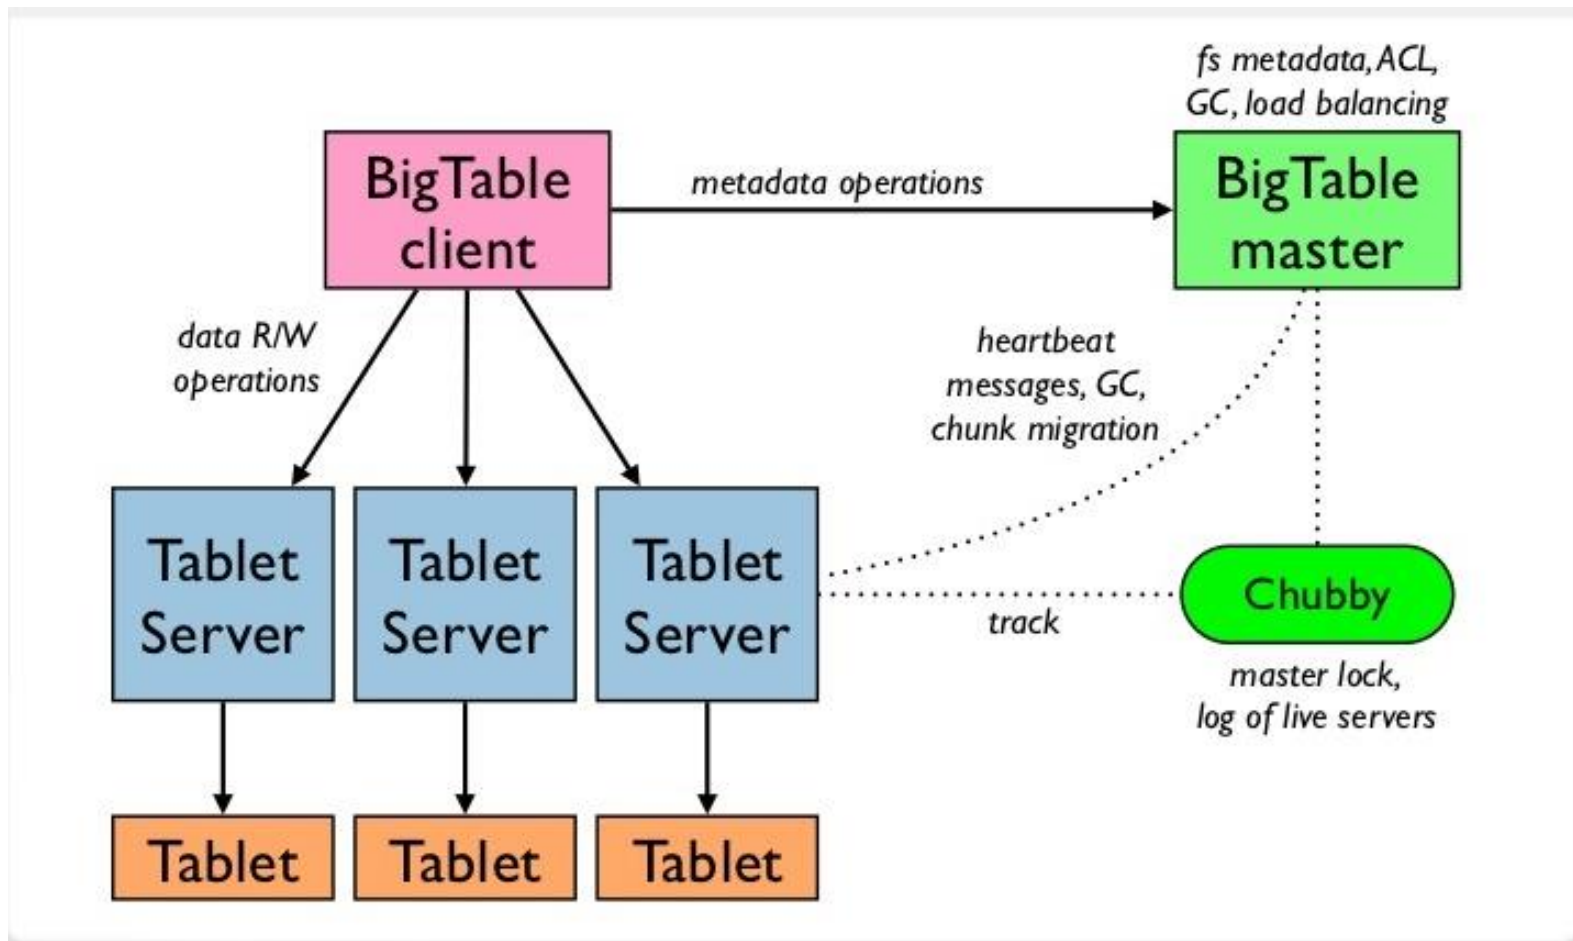 fs metadata, ACL,
GC, load balancing
BigTable
client
metadata operations
BigTable
master
data R/W
operations
heartbeat
messages, GC,
chunk migration
Tablet
Server
Tablet
Server
Tablet
Server
track
Chubby
master lock,
log of live servers
Tablet
Tablet
Tablet